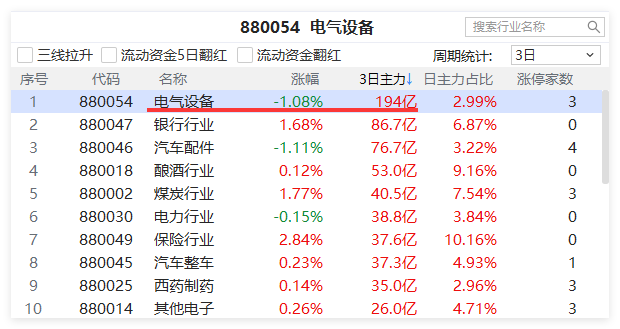 880054 电气设备 搜索行业名称
三线拉升 流动资金5日翻红 流动资金翻红 周期统计: 3日
序号 代码 名称 涨幅 3日主力↓ 日主力占比 涨停家数
1 880054 电气设备 -1.08% 194亿 2.99% 3
2 880047 银行行业 1.68% 86.7亿 6.87% 0
3 880046 汽车配件 -1.11% 76.7亿 3.22% 4
4 880018 酿酒行业 0.12% 53.0亿 9.16% 0
5 880002 煤炭行业 1.77% 40.5亿 7.54% 3
6 880030 电力行业 -0.15% 38.8亿 3.84% 0
7 880049 保险行业 2.84% 37.6亿 10.16% 0
8 880045 汽车整车 0.23% 37.3亿 4.93% 1
9 880025 西药制药 0.14% 35.0亿 2.96% 3
10 880014 其他电子 0.26% 26.0亿 4.71% 3